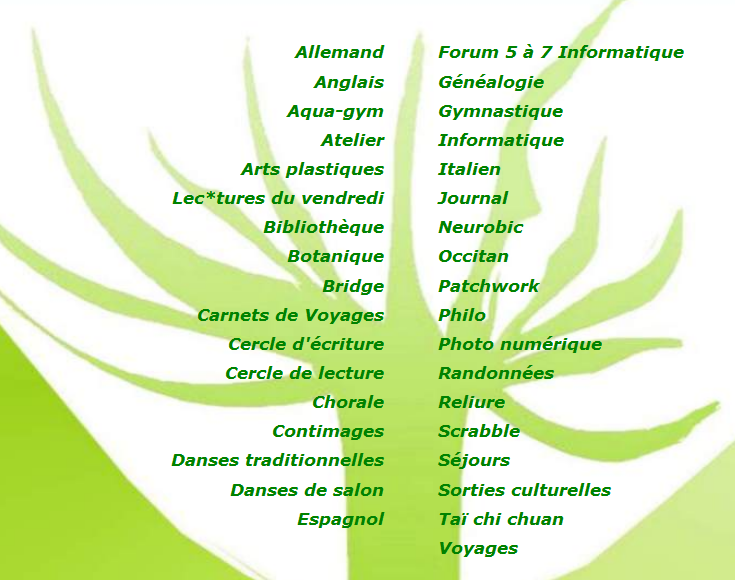 Allemand
Anglais
Aqua-gym
Atelier
Arts plastiques
Lec*tures du vendredi
Bibliothèque
Botanique
Bridge
Carnets de Voyages
Cercle d'écriture
Cercle de lecture
Chorale
Contimages
Danses traditionnelles
Danses de salon
Espagnol
Forum 5 à 7 Informatique
Généalogie
Gymnastique
Informatique
Italien
Journal
Neurobic
Occitan
Patchwork
Philo
Photo numérique
Randonnées
Reliure
Scrabble
Séjours
Sorties culturelles
Taï chi chuan
Voyages